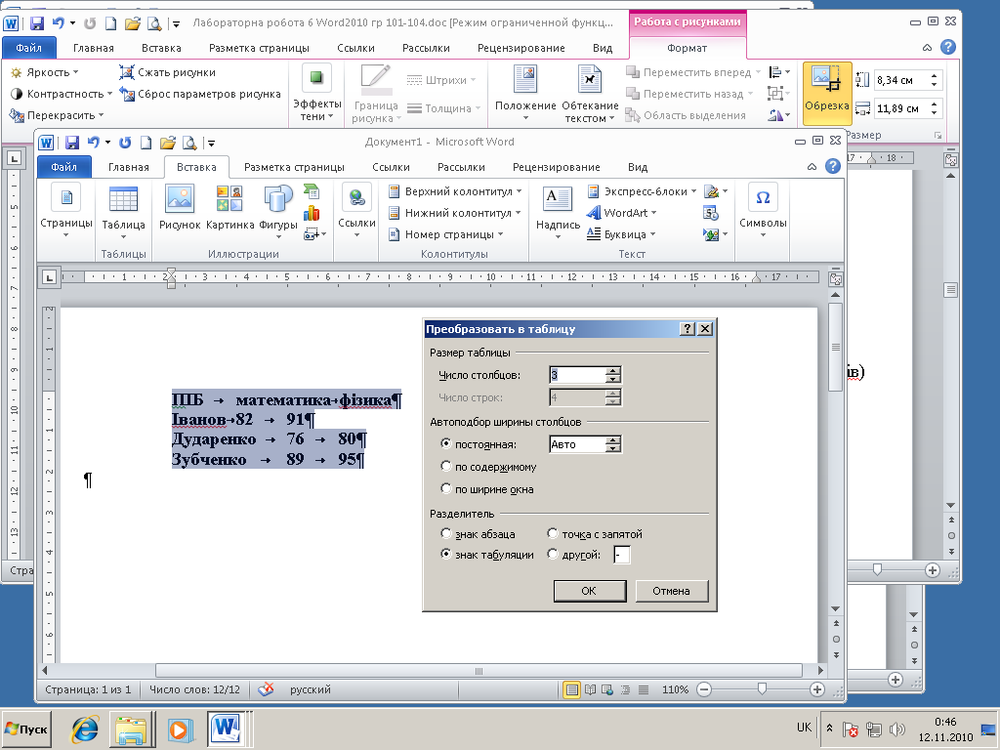 Лабораторна робота 6 Word2010 гр 101-104.doc [Режим ограниченной функц...
Работа с рисунками
Файл Главная Вставка Разметка страницы Ссылки Рассылки Рецензирование Вид Формат
Яркость
Контрастность
Перекрасить
Сжать рисунки
Сброс параметров рисунка
Эффекты тени
Граница рисунка
Штрихи
Толщина
Положение
Обтекание текстом
Переместить вперед
Переместить назад
Область выделения
Обрезка
8,34 см
11,89 см
Размер
Документ1 - Microsoft Word
Файл Главная Вставка Разметка страницы Ссылки Рассылки Рецензирование Вид
Страницы
Таблица
Таблицы
Рисунок Картинка Фигуры
Иллюстрации
Ссылки
Верхний колонтитул
Нижний колонтитул
Номер страницы
Колонтитулы
Надпись
Экспресс-блоки
WordArt
Буквица
Текст
Символы
ППБ → математика→фізика¶
Іванов→82 → 91¶
Дударенко → 76 → 80¶
Зубченко → 89 → 95¶
¶
ів)
Преобразовать в таблицу
Размер таблицы
Число столбцов: 3
Число строк: 4
Автоподбор ширины столбцов
постоянная: Авто
по содержимому
по ширине окна
Разделитель
знак абзаца точка с запятой
знак табуляции другой: -
ОК Отмена
Стра
Страница: 1 из 1 Число слов: 12/12 русский 110%
Пуск UK 0:46
12.11.2010